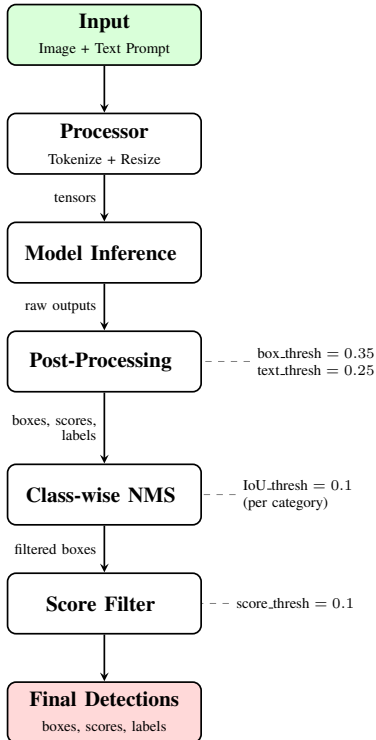 Input
Image + Text Prompt
Processor
Tokenize + Resize
tensors
Model Inference
raw outputs
Post-Processing
box_thresh = 0.35
text_thresh = 0.25
boxes, scores,
labels
Class-wise NMS
IoU_thresh = 0.1
(per category)
filtered boxes
Score Filter
score_thresh = 0.1
Final Detections
boxes, scores, labels